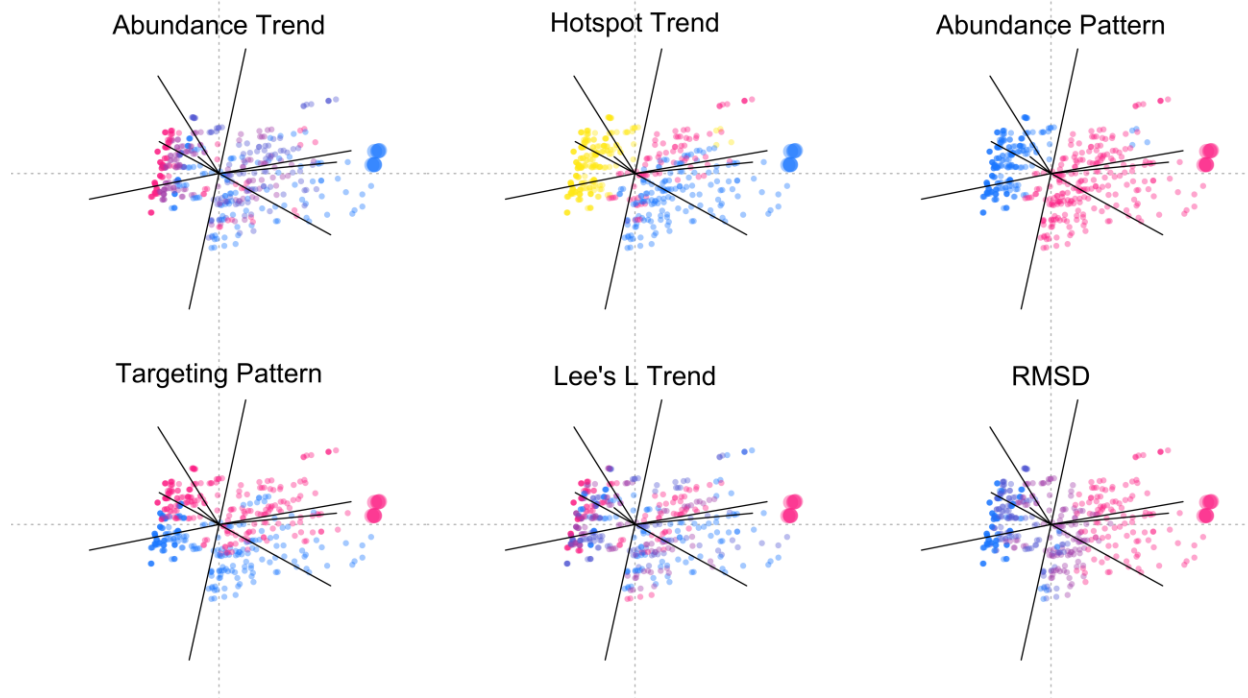 Abundance Trend
Hotspot Trend
Abundance Pattern
Targeting Pattern
Lee's L Trend
RMSD